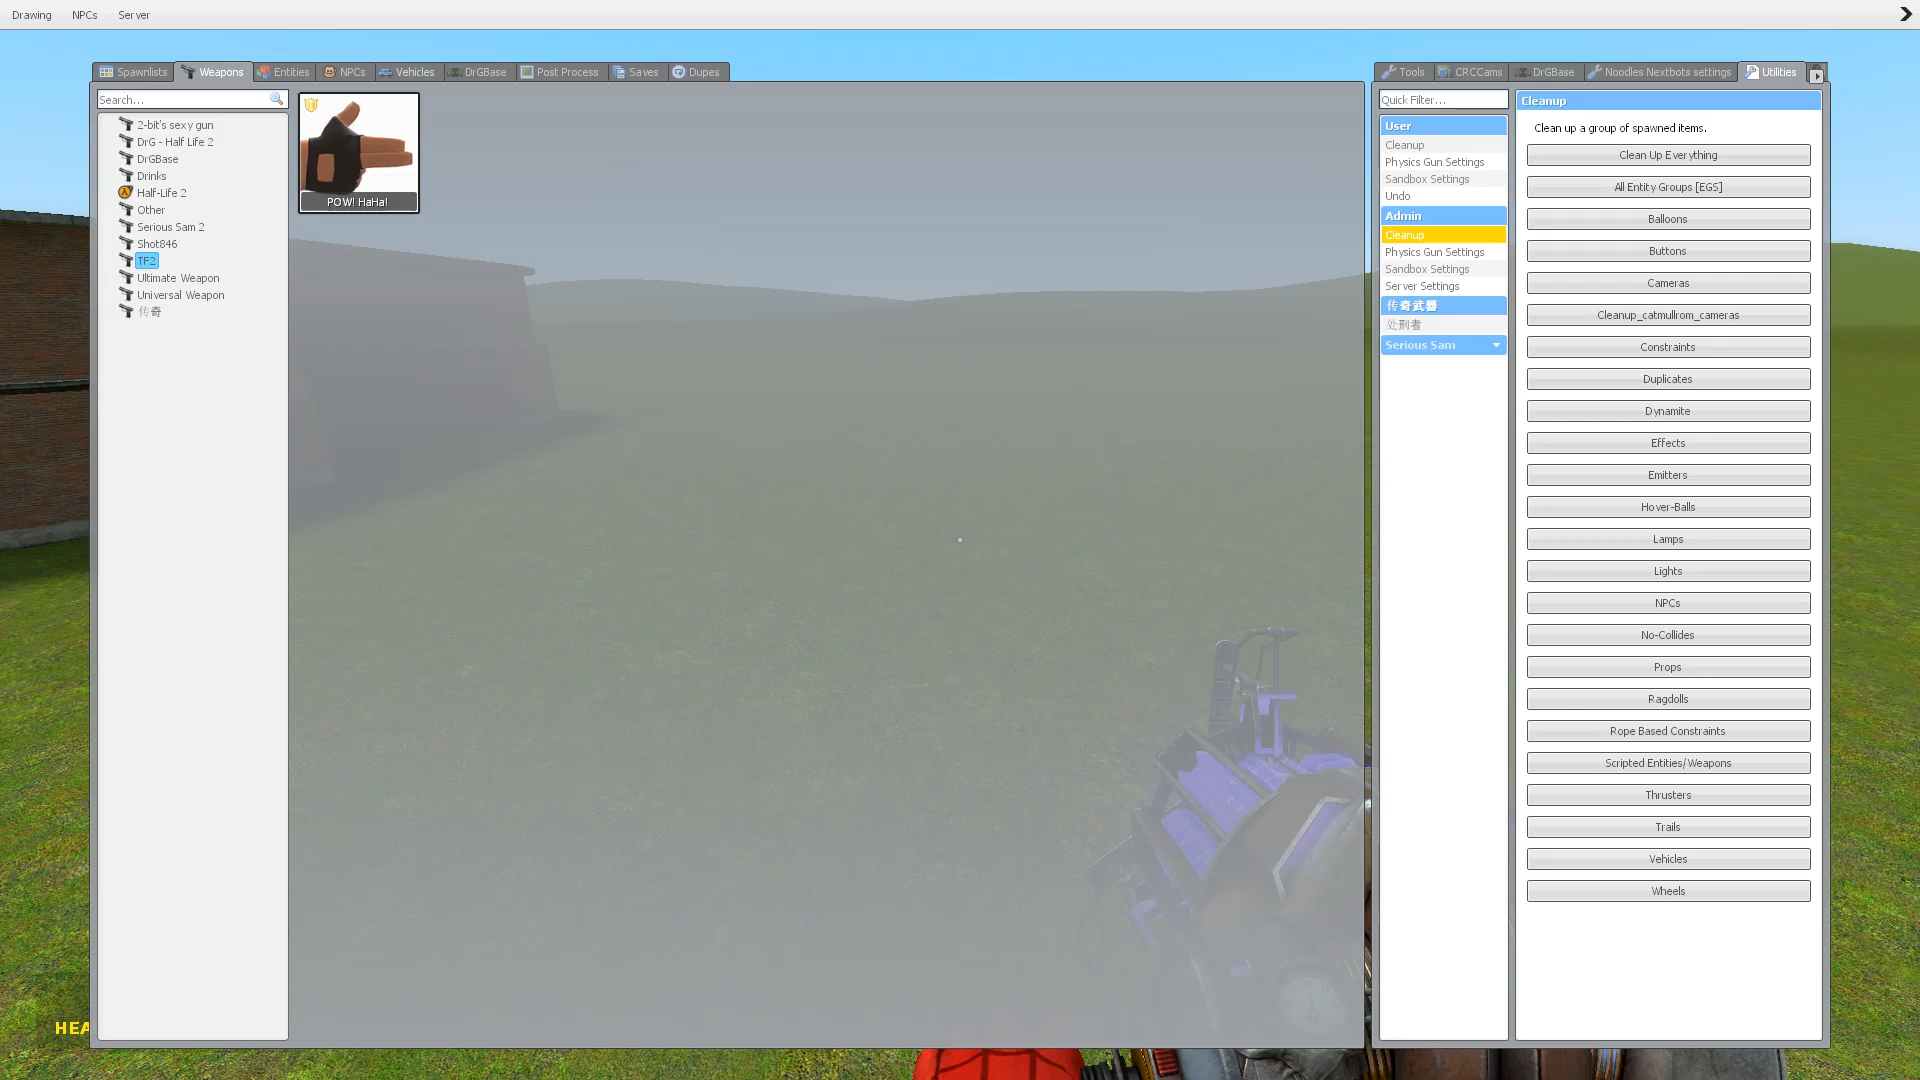 Drawing NPCs Server
Spawnlists Weapons Entities NPCs Vehicles DrGBase Post Process Saves Dupes
Search...
2-bit's sexy gun
DrG - Half Life 2
DrGBase
Drinks
Half-Life 2
Other
Serious Sam 2
Shot846
TF2
Ultimate Weapon
Universal Weapon
传奇
POW! HaHa!
HEA
Tools CRCCams DrGBase Noodles Nextbots settings Utilities
Quick Filter...
User
Cleanup
Physics Gun Settings
Sandbox Settings
Undo
Admin
Cleanup
Physics Gun Settings
Sandbox Settings
Server Settings
传奇武器
处刑者
Serious Sam
Cleanup
Clean up a group of spawned items.
Clean Up Everything
All Entity Groups [EGS]
Balloons
Buttons
Cameras
Cleanup_catmullrom_cameras
Constraints
Duplicates
Dynamite
Effects
Emitters
Hover-Balls
Lamps
Lights
NPCs
No-Collides
Props
Ragdolls
Rope Based Constraints
Scripted Entities/Weapons
Thrusters
Trails
Vehicles
Wheels